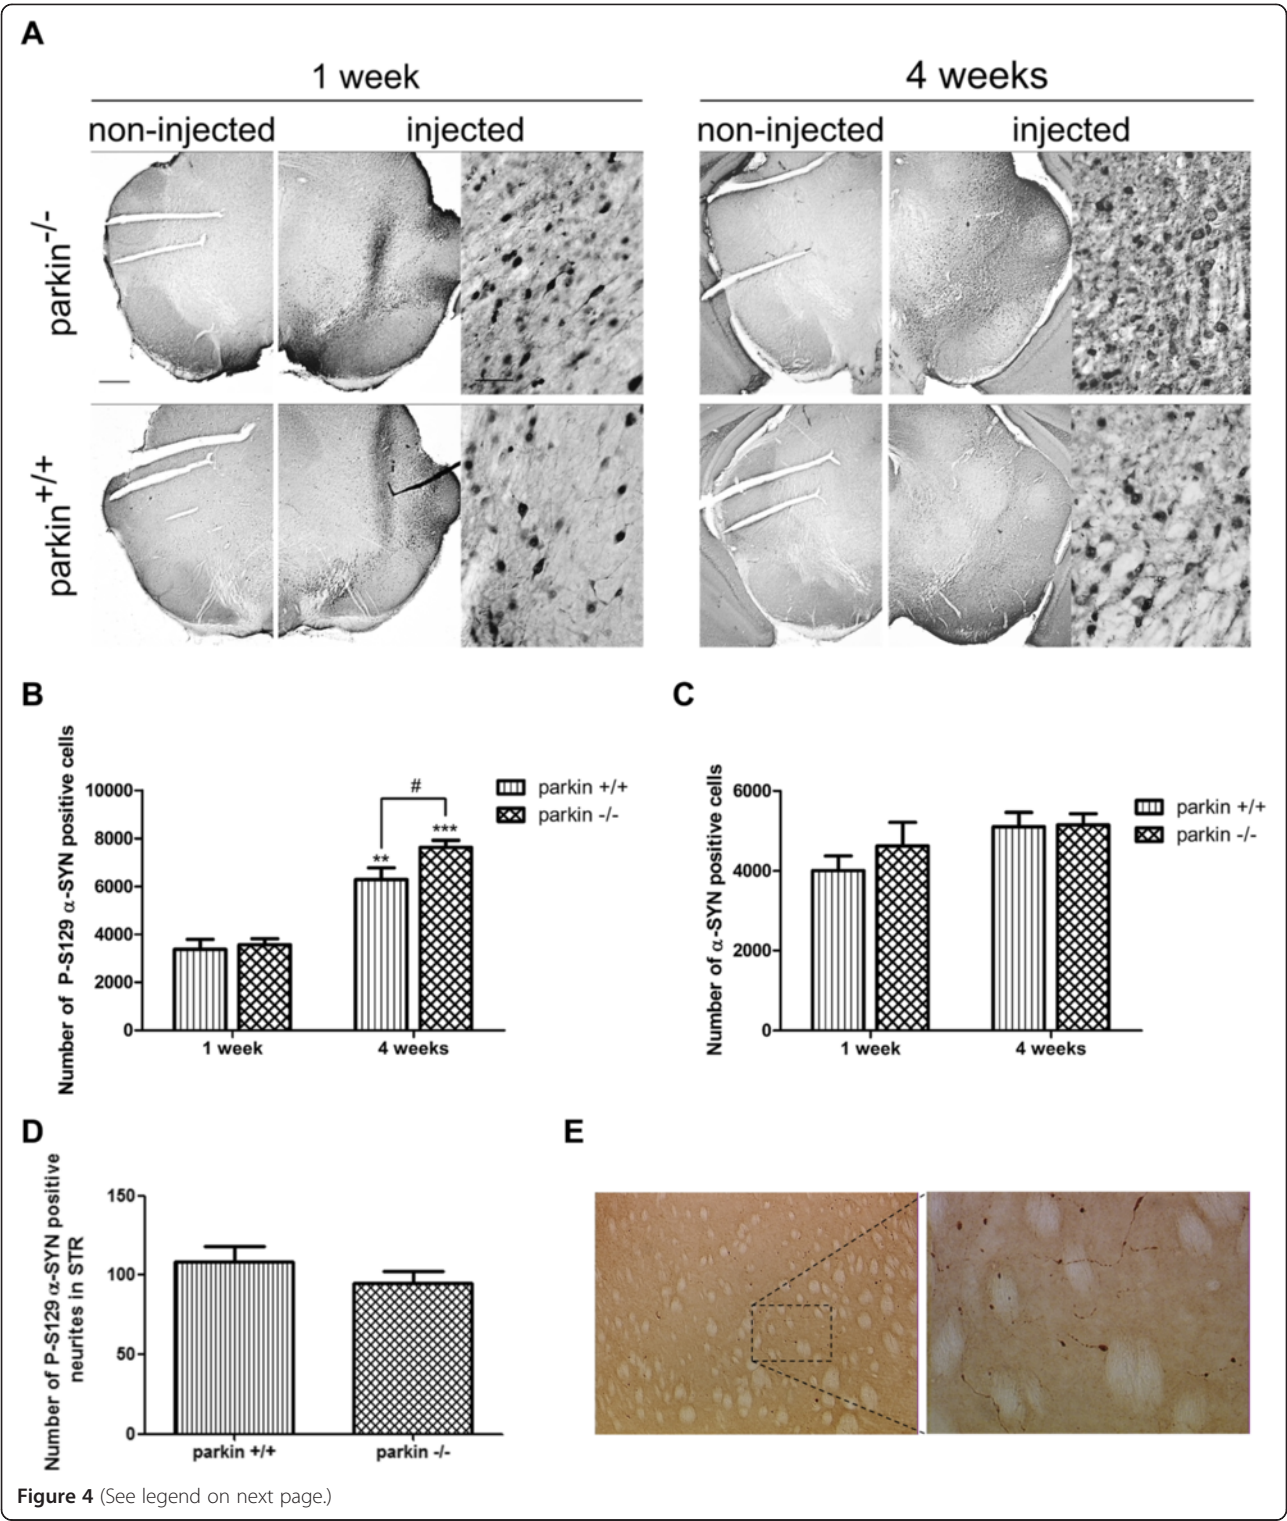 A
1 week
4 weeks
non-injected
injected
non-injected
injected
parkin-/-
parkin+/+
B
Number of P-S129 α-SYN positive cells
10000
8000
6000
4000
2000
0
**
#
***
1 week
4 weeks
parkin +/+
parkin -/-
C
Number of α-SYN positive cells
6000
4000
2000
0
1 week
4 weeks
parkin +/+
parkin -/-
D
Number of P-S129 α-SYN positive
neurites in STR
150
100
50
0
parkin +/+
parkin -/-
E
Figure 4 (See legend on next page.)